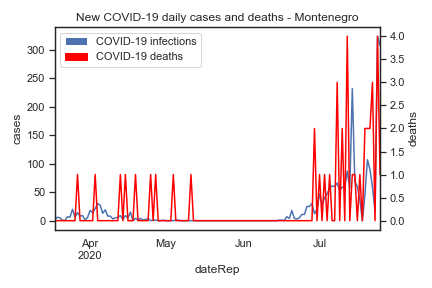 New COVID-19 daily cases and deaths - Montenegro
COVID-19 infections
COVID-19 deaths
300
250
200
150
100
50
0
cases
4.0
3.5
3.0
2.5
2.0
1.5
1.0
0.5
0.0
deaths
Apr May Jun Jul
2020
dateRep